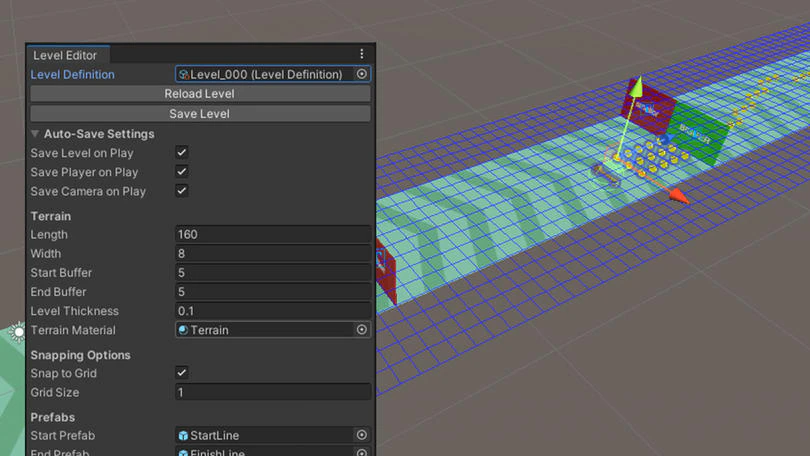 Level Editor
Level Definition Level_000 (Level Definition)
Reload Level
Save Level
Auto-Save Settings
Save Level on Play
Save Player on Play
Save Camera on Play
Terrain
Length 160
Width 8
Start Buffer 5
End Buffer 5
Level Thickness 0.1
Terrain Material Terrain
Snapping Options
Snap to Grid
Grid Size 1
Prefabs
Start Prefab StartLine
End Prefab FinishLine